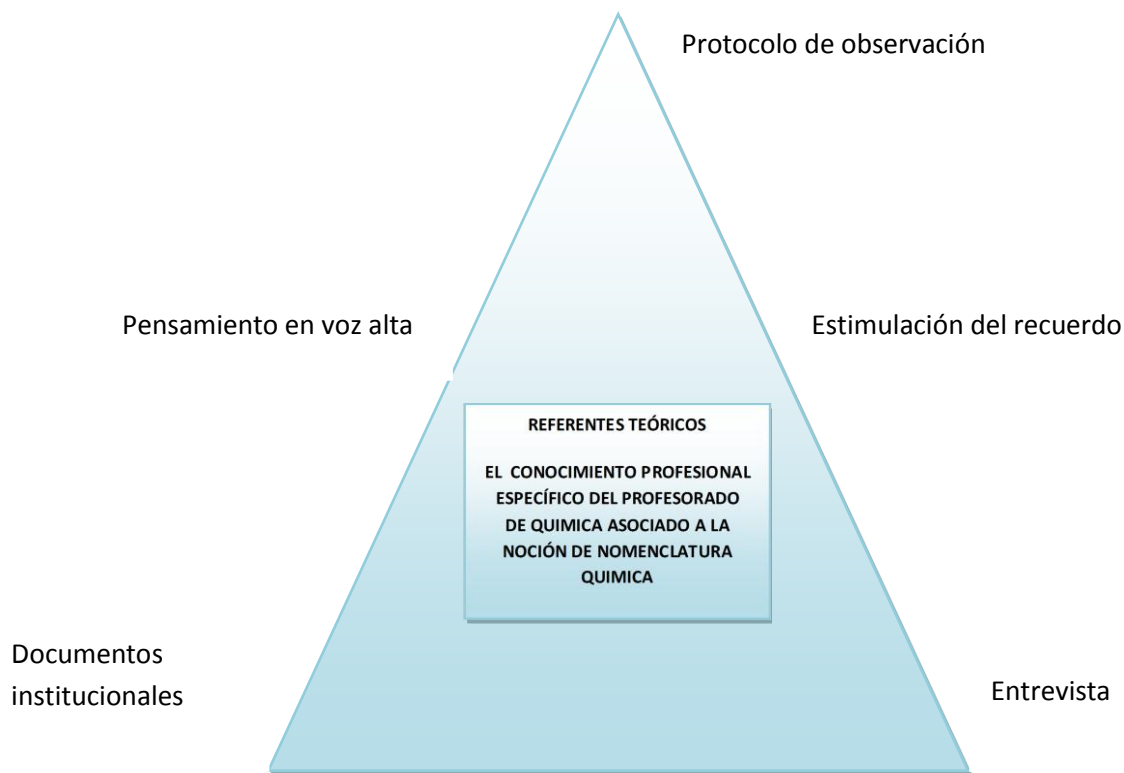 Protocolo de observación
Pensamiento en voz alta
Estimulación del recuerdo
REFERENTES TEÓRICOS
EL CONOCIMIENTO PROFESIONAL
ESPECÍFICO DEL PROFESORADO
DE QUIMICA ASOCIADO A LA
NOCIÓN DE NOMENCLATURA
QUIMICA
Documentos
institucionales
Entrevista